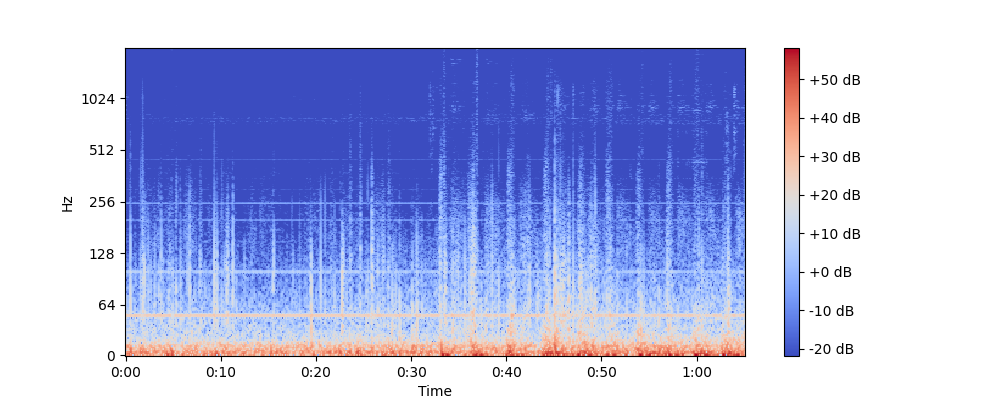 1024
512
256
128
64
0
Hz
0:00 0:10 0:20 0:30 0:40 0:50 1:00
Time
+50 dB
+40 dB
+30 dB
+20 dB
+10 dB
+0 dB
-10 dB
-20 dB